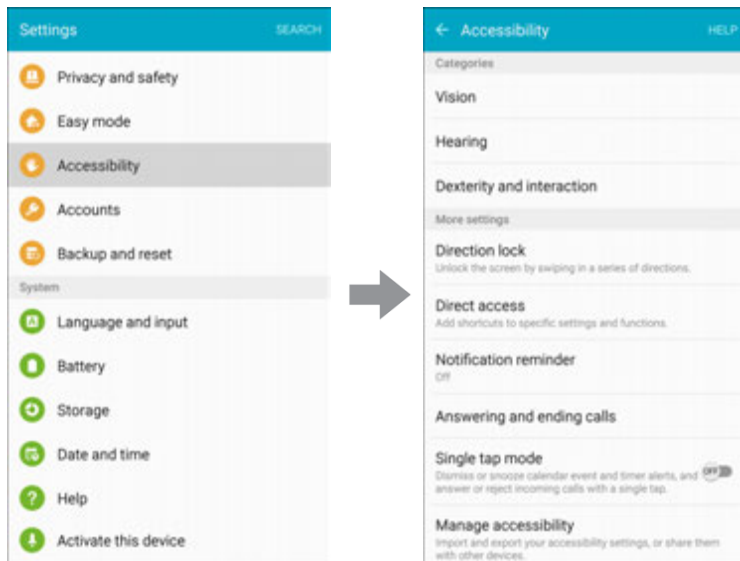 Settings
SEARCH
Privacy and safety
Easy mode
Accessibility
Accounts
Backup and reset
System
Language and input
Battery
Storage
Date and time
Help
Activate this device
Accessibility
HELP
Categories
Vision
Hearing
Dexterity and interaction
More settings
Direction lock
Unlock the screen by swiping in a series of directions.
Direct access
Add shortcuts to specific settings and functions.
Notification reminder
Off
Answering and ending calls
Single tap mode
Dismiss or snooze calendar event and timer alerts, and
answer or reject incoming calls with a single tap.
OFF
Manage accessibility
Import and export your accessibility settings, or share them
with other devices.